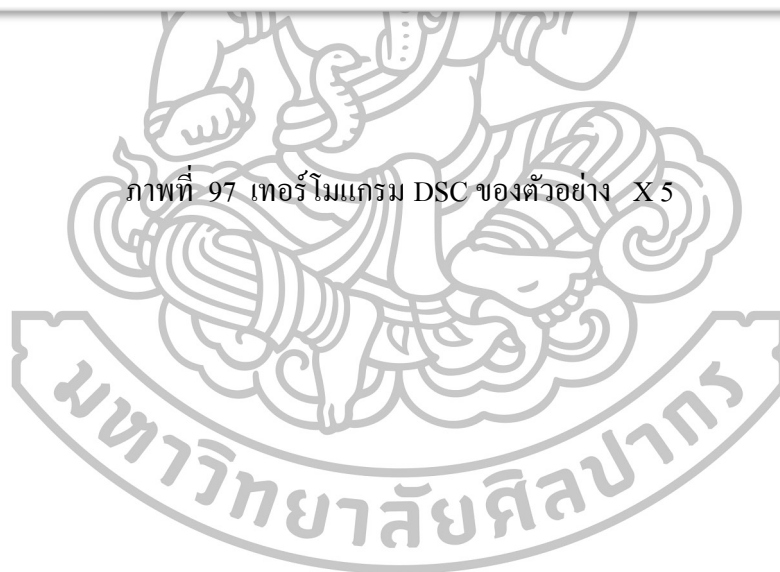 ภาพที่ 97 เทอร์โมแกรม DSC ของตัวอย่าง X 5
มหาวิทยาลัยศิลปากร